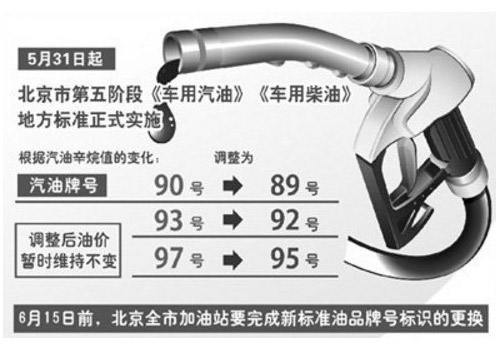 5月31日起
北京市第五阶段《车用汽油》《车用柴油》
地方标准正式实施
根据汽油辛烷值的变化： 调整为
汽油牌号 90号 89号
93号 92号
调整后油价
暂时维持不变
97号 95号
6月15日前，北京全市加油站要完成新标准油品牌号标识的更换